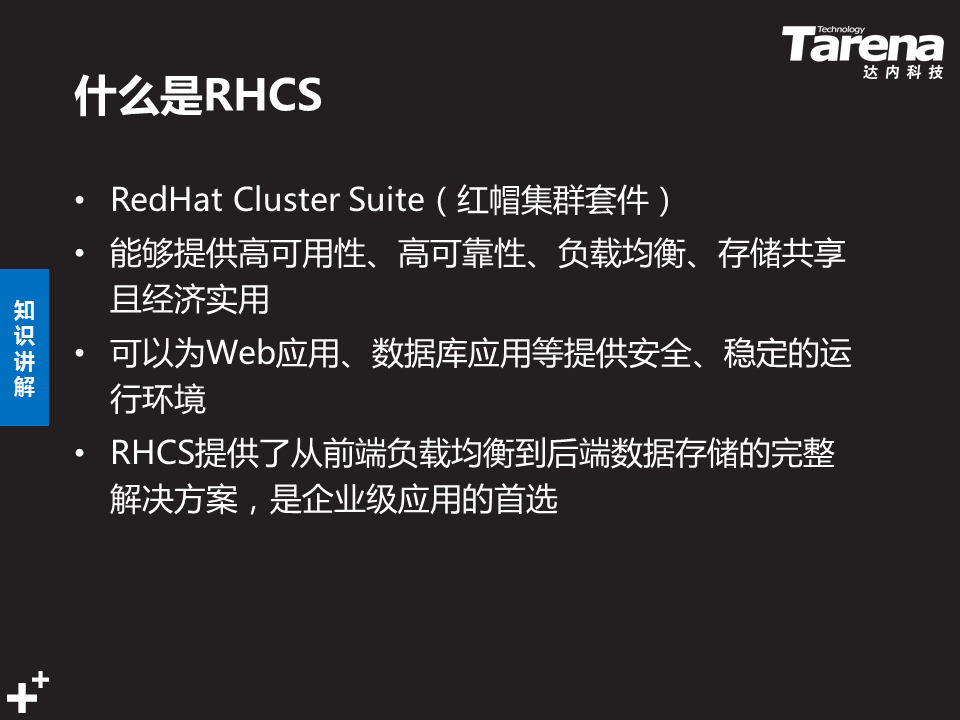 Technology
Tarena
达内科技
什么是RHCS
• RedHat Cluster Suite（红帽集群套件）
• 能够提供高可用性、高可靠性、负载均衡、存储共享
且经济实用
• 可以为Web应用、数据库应用等提供安全、稳定的运
行环境
• RHCS提供了从前端负载均衡到后端数据存储的完整
解决方案，是企业级应用的首选
知
识
讲
解